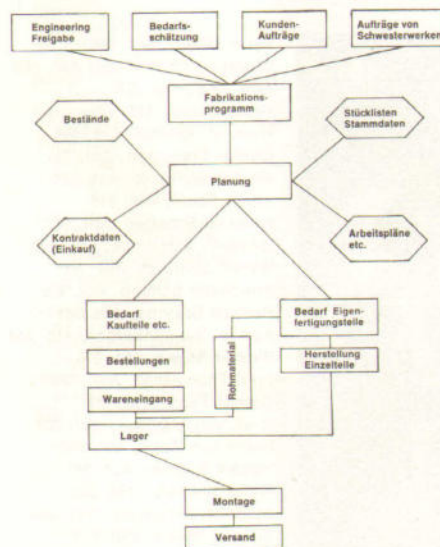 Engineering
Freigabe
Bedarfs-
schätzung
Kunden-
Aufträge
Aufträge von
Schwesterwerken
Fabrikations-
programm
Bestände
Stücklisten
Stammdaten
Planung
Kontraktdaten
(Einkauf)
Arbeitspläne
etc.
Bedarf
Kaufteile etc.
Bedarf Eigen-
fertigungsteile
Bestellungen
Rohmaterial
Herstellung
Einzelteile
Wareneingang
Lager
Montage
Versand